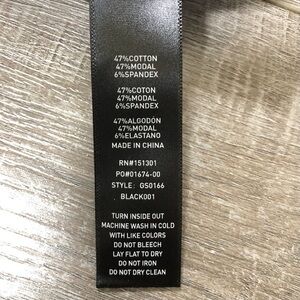 47%COTTON
47%MODAL
6%SPANDEX
47%COTON
47%MODAL
6%SPANDEX
47%ALGODÓN
47%MODAL
6%ELASTANO
MADE IN CHINA
RN#151301
PO#01674-00
STYLE: GS0166
BLACK001
TURN INSIDE OUT
MACHINE WASH IN COLD
WITH LIKE COLORS
DO NOT BLEECH
LAY FLAT TO DRY
DO NOT IRON
DO NOT DRY CLEAN